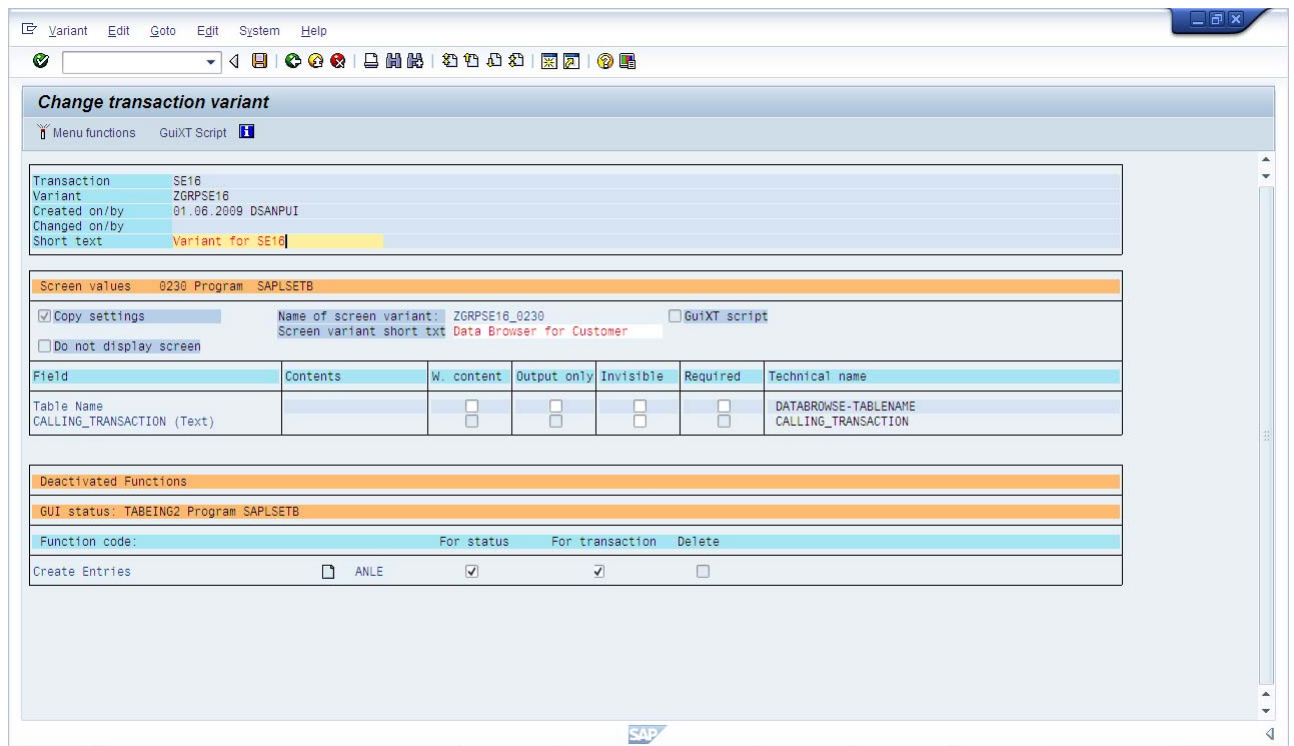 Variant Edit Goto Edit System Help
Change transaction variant
Menu functions GuiXT Script
Transaction SE16
Variant ZGRPSE16
Created on/by 01.06.2009 DSANPUI
Changed on/by
Short text Variant for SE16
Screen values 0230 Program SAPLSETB
Copy settings Name of screen variant: ZGRPSE16_0230 GuiXT script
Screen variant short txt Data Browser for Customer
Do not display screen
Field Contents W. content Output only Invisible Required Technical name
Table Name DATABROWSE-TABLENAME
CALLING_TRANSACTION (Text) CALLING_TRANSACTION
Deactivated Functions
GUI status: TABEING2 Program SAPLSETB
Function code: For status For transaction Delete
Create Entries ANLE
SAP